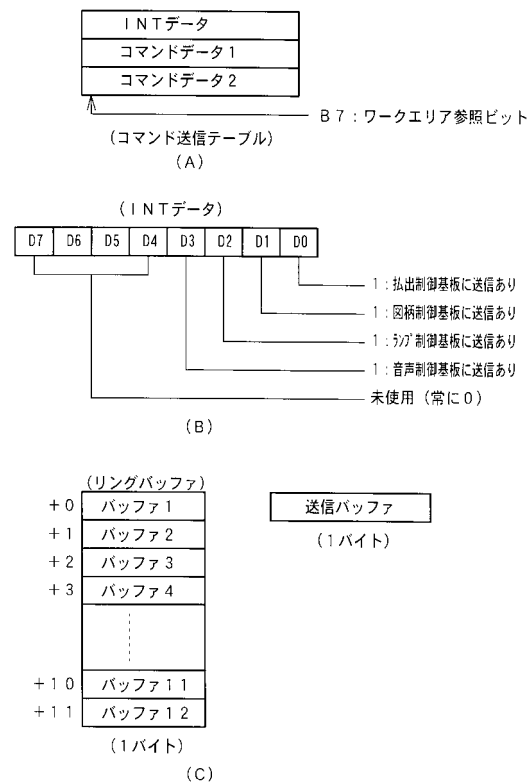 INTデータ
コマンドデータ1
コマンドデータ2
B7:ワークエリア参照ビット
(コマンド送信テーブル)
(A)
(INTデータ)
D7 D6 D5 D4 D3 D2 D1 D0
1:払出制御基板に送信あり
1:図柄制御基板に送信あり
1:ランプ制御基板に送信あり
1:音声制御基板に送信あり
未使用(常に0)
(B)
(リングバッファ)
+0 バッファ1
+1 バッファ2
+2 バッファ3
+3 バッファ4
+10 バッファ11
+11 バッファ12
(1バイト)
送信バッファ
(1バイト)
(C)